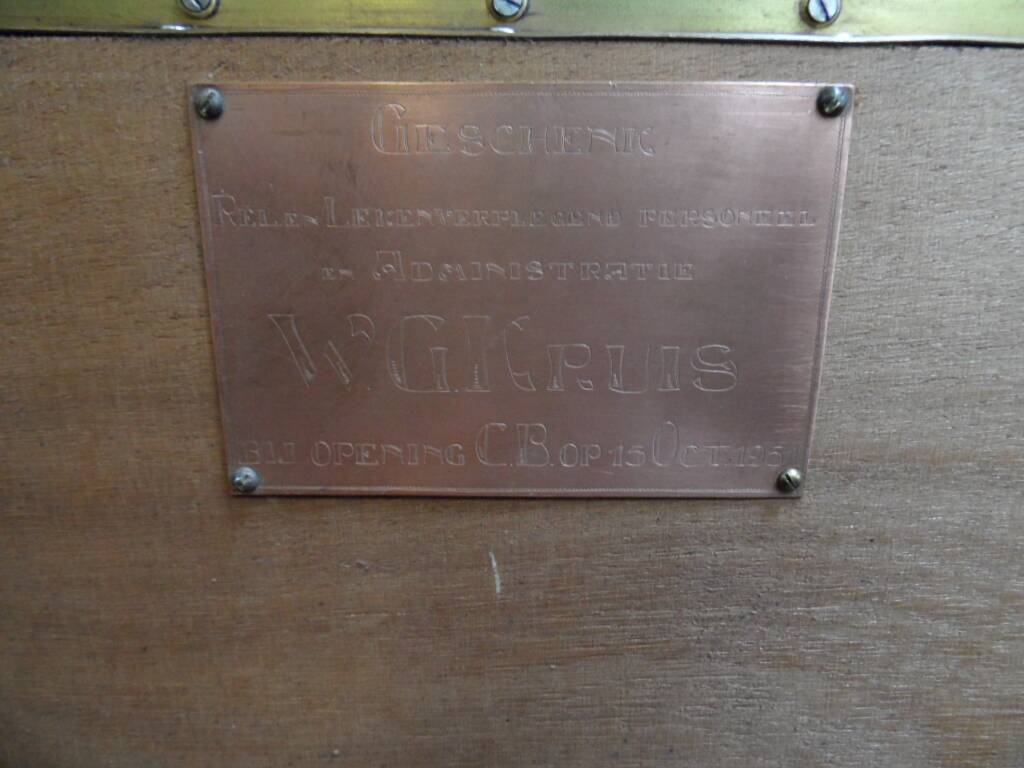 GESCHENK
REL.EN LEKENVERPLEGEND PERSONEEL
EN ADMINISTRATIE
W.G.KRUIS
BIJ OPENING C.B. OP 15 OCT.